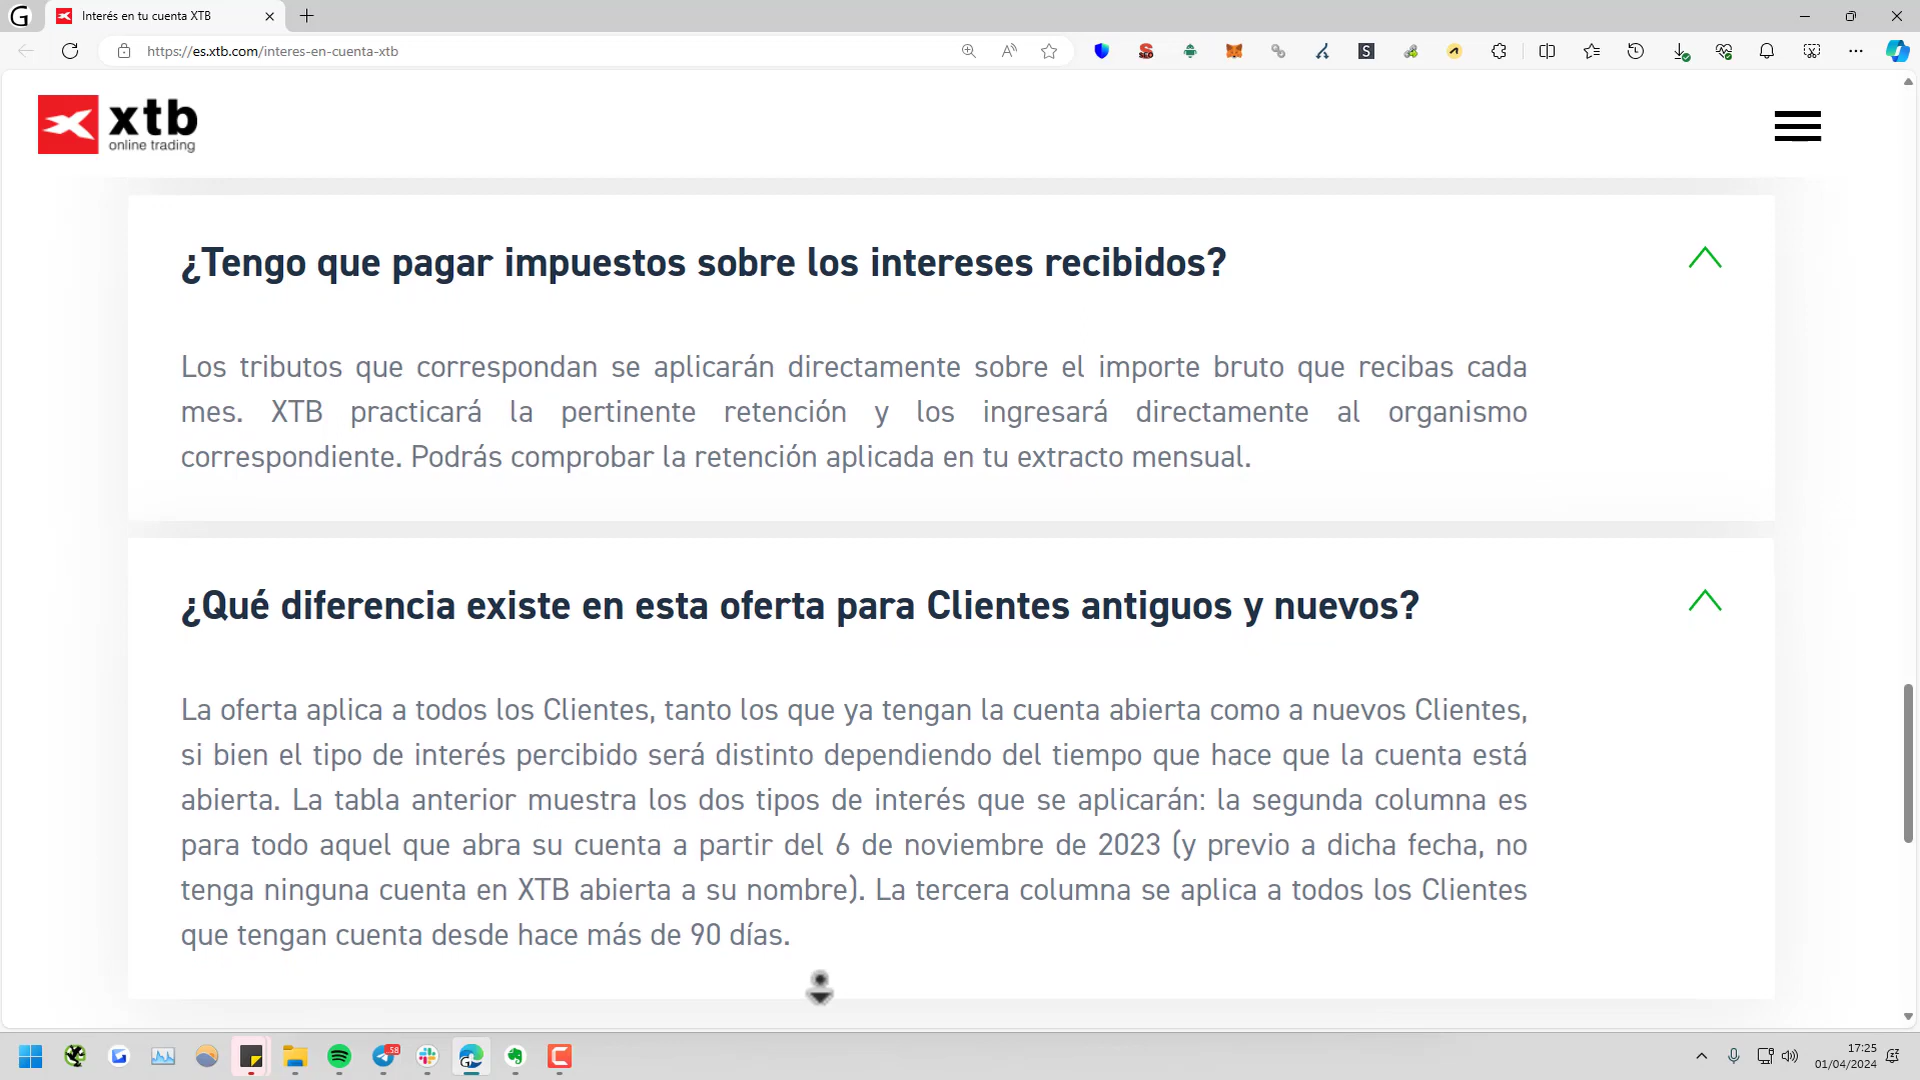 Interés en tu cuenta XTB
https://es.xtb.com/interes-en-cuenta-xtb
xtb
online trading
¿Tengo que pagar impuestos sobre los intereses recibidos?
Los tributos que correspondan se aplicarán directamente sobre el importe bruto que recibas cada
mes. XTB practicará la pertinente retención y los ingresará directamente al organismo
correspondiente. Podrás comprobar la retención aplicada en tu extracto mensual.
¿Qué diferencia existe en esta oferta para Clientes antiguos y nuevos?
La oferta aplica a todos los Clientes, tanto los que ya tengan la cuenta abierta como a nuevos Clientes,
si bien el tipo de interés percibido será distinto dependiendo del tiempo que hace que la cuenta está
abierta. La tabla anterior muestra los dos tipos de interés que se aplicarán: la segunda columna es
para todo aquel que abra su cuenta a partir del 6 de noviembre de 2023 (y previo a dicha fecha, no
tenga ninguna cuenta en XTB abierta a su nombre). La tercera columna se aplica a todos los Clientes
que tengan cuenta desde hace más de 90 días.
58
17:25
01/04/2024